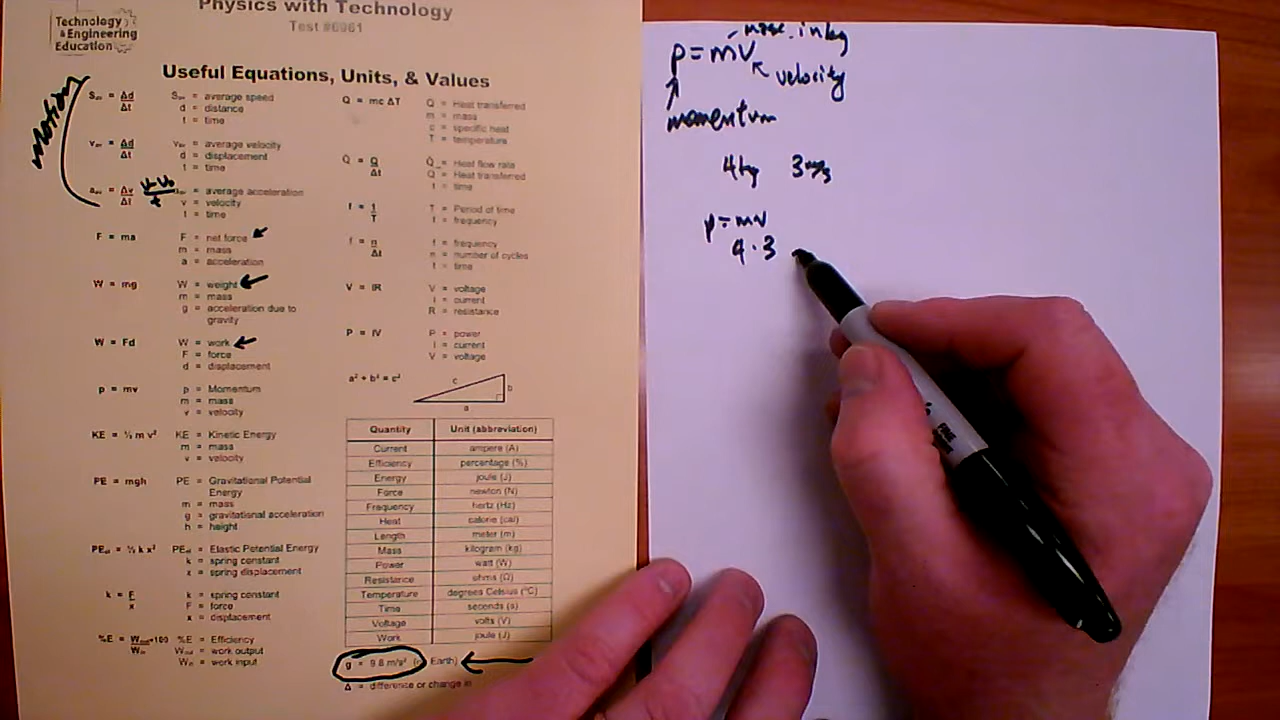 Physics with Technology
Technology
& Engineering
Education
Test #6961
Useful Equations, Units, & Values
Motion
Sav = Δd/Δt
Sav = average speed
d = distance
t = time
vav = Δd/Δt
vav = average velocity
d = displacement
t = time
aav = Δv/Δt
v-v₀/t
aav = average acceleration
v = velocity
t = time
F = ma
F = net force
m = mass
a = acceleration
W = mg
W = weight
m = mass
g = acceleration due to
gravity
W = Fd
W = work
F = force
d = displacement
p = mv
p = Momentum
m = mass
v = velocity
KE = ½ m v²
KE = Kinetic Energy
m = mass
v = velocity
PE = mgh
PE = Gravitational Potential
Energy
m = mass
g = gravitational acceleration
h = height
PEel = ½ k x²
PEel = Elastic Potential Energy
k = spring constant
x = spring displacement
k = F/x
k = spring constant
F = force
x = displacement
%E = Wout/Win ×100
%E = Efficiency
Wout = work output
Win = work input
Q = mc ΔT
Q = Heat transferred
m = mass
c = specific heat
T = temperature
Q̇ = Q/Δt
Q̇ = Heat flow rate
Q = Heat transferred
t = time
f = 1/T
T = Period of time
f = frequency
f = n/Δt
f = frequency
n = number of cycles
t = time
V = IR
V = voltage
I = current
R = resistance
P = IV
P = power
I = current
V = voltage
a² + b² = c²
c
b
a
Quantity Unit (abbreviation)
Current ampere (A)
Efficiency percentage (%)
Energy joule (J)
Force newton (N)
Frequency hertz (Hz)
Heat calorie (cal)
Length meter (m)
Mass kilogram (kg)
Power watt (W)
Resistance ohms (Ω)
Temperature degrees Celsius (°C)
Time seconds (s)
Voltage volts (V)
Work joule (J)
g = 9.8 m/s² Earth)
Δ = difference or change in
mass in kg
p = mv
velocity
momentum
4kg 3 m/s
p = mv
4 · 3